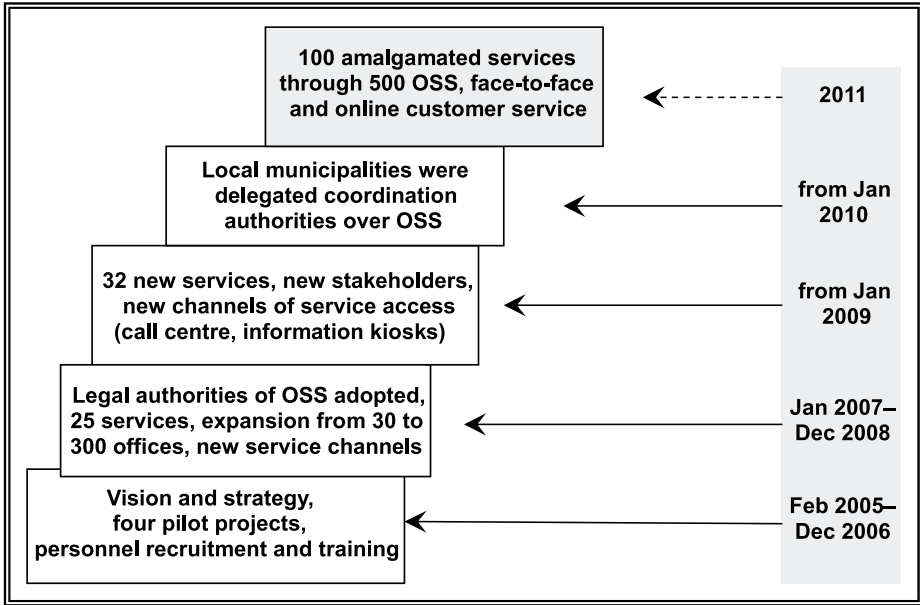 100 amalgamated services
through 500 OSS, face-to-face
and online customer service
2011
Local municipalities were
delegated coordination
authorities over OSS
from Jan
2010
32 new services, new stakeholders,
new channels of service access
(call centre, information kiosks)
from Jan
2009
Legal authorities of OSS adopted,
25 services, expansion from 30 to
300 offices, new service channels
Jan 2007–
Dec 2008
Vision and strategy,
four pilot projects,
personnel recruitment and training
Feb 2005–
Dec 2006